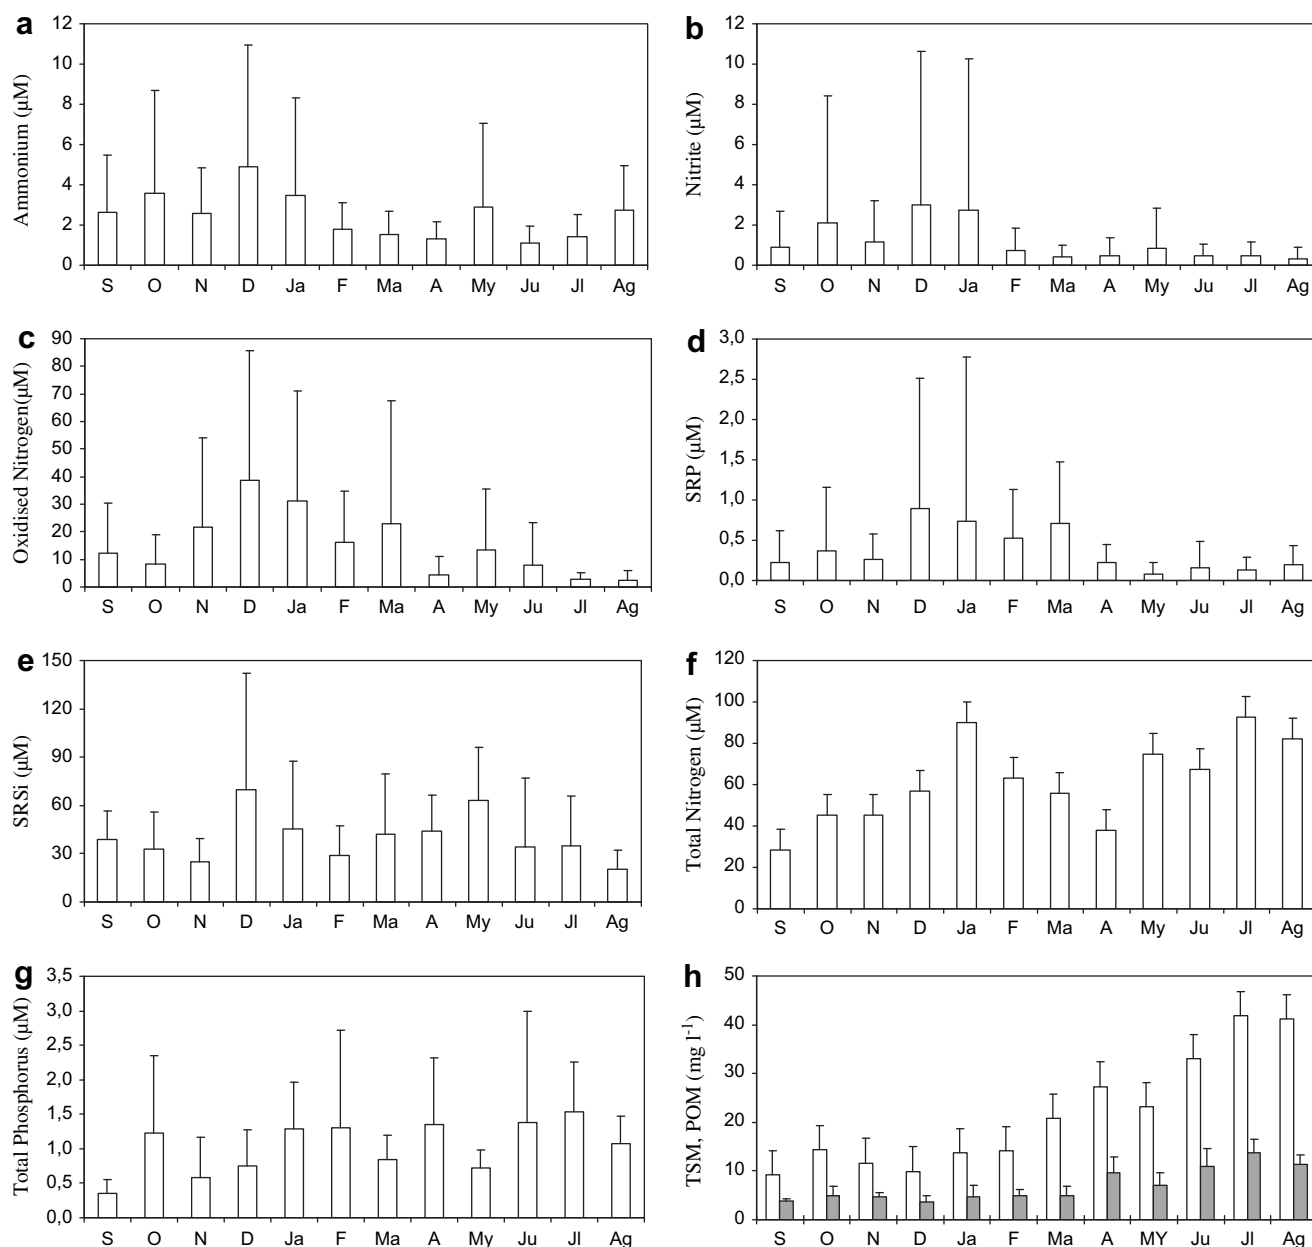 a
Ammonium (µM)
12
10
8
6
4
2
0
S O N D Ja F Ma A My Ju Jl Ag
b
Nitrite (µM)
12
10
8
6
4
2
0
S O N D Ja F Ma A My Ju Jl Ag
c
Oxidised Nitrogen(µM)
90
80
70
60
50
40
30
20
10
0
S O N D Ja F Ma A My Ju Jl Ag
d
SRP (µM)
3,0
2,5
2,0
1,5
1,0
0,5
0,0
S O N D Ja F Ma A My Ju Jl Ag
e
SRSi (µM)
150
120
90
60
30
0
S O N D Ja F Ma A My Ju Jl Ag
f
Total Nitrogen (µM)
120
100
80
60
40
20
0
S O N D Ja F Ma A My Ju Jl Ag
g
Total Phosphorus (µM)
3,5
3,0
2,5
2,0
1,5
1,0
0,5
0,0
S O N D Ja F Ma A My Ju Jl Ag
h
TSM, POM (mg l-1)
50
40
30
20
10
0
S O N D Ja F Ma A MY Ju Jl Ag